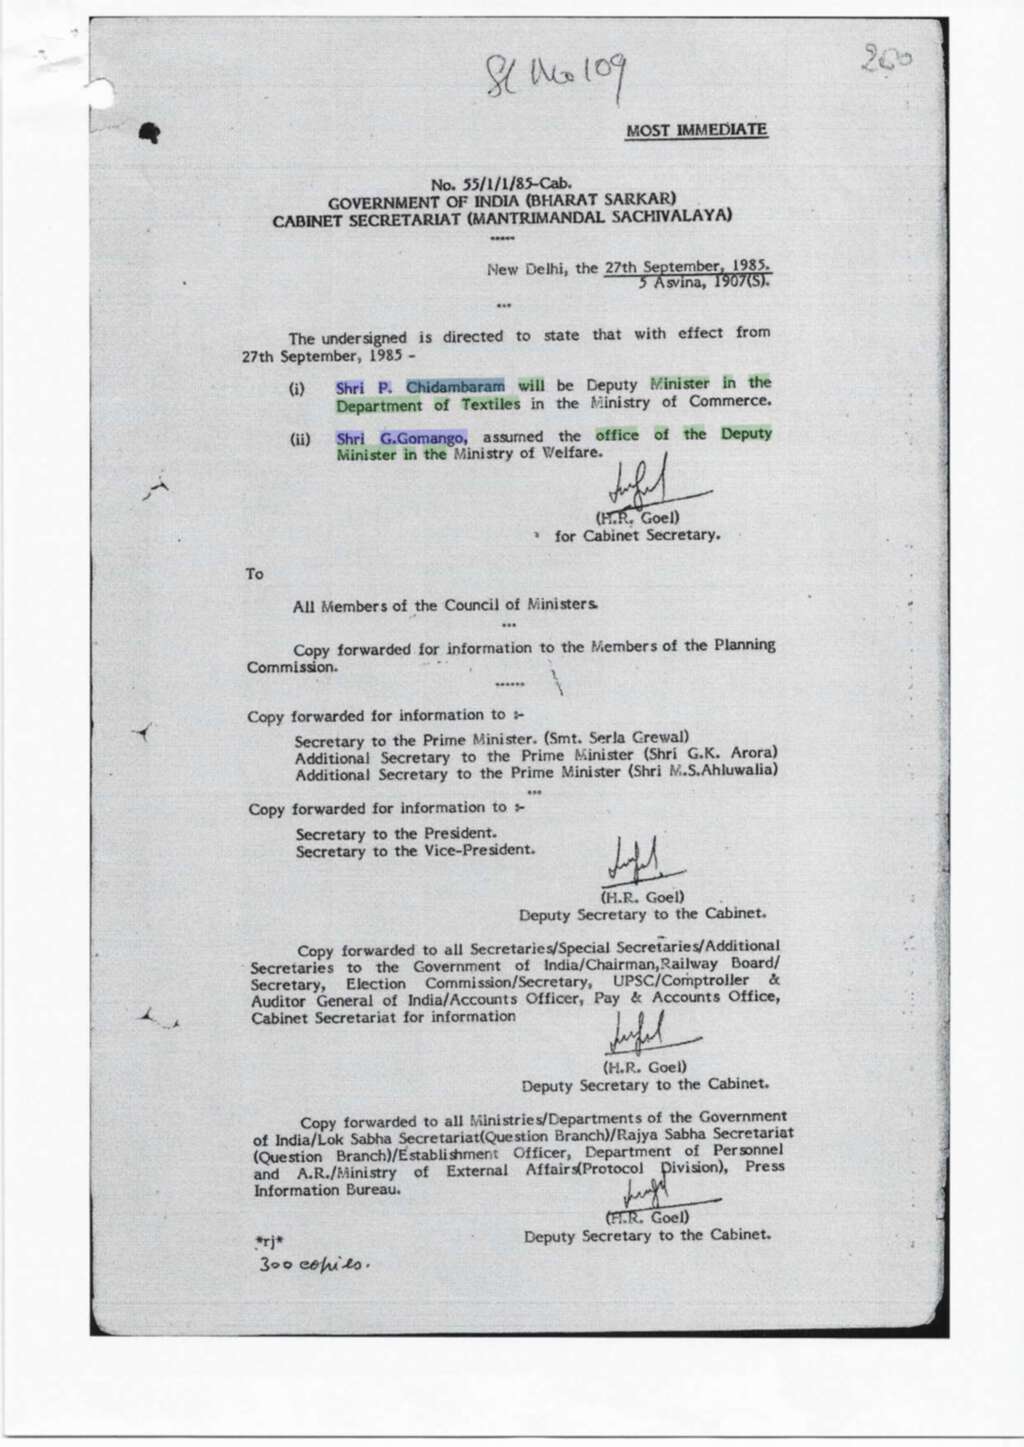 Sl No 109
MOST IMMEDIATE
No. 55/1/1/85-Cab.
GOVERNMENT OF INDIA (BHARAT SARKAR)
CABINET SECRETARIAT (MANTRIMANDAL SACHIVALAYA)
*****
New Delhi, the 27th September, 1985.
5 Asvina, 1907(S).
***
The undersigned is directed to state that with effect from
27th September, 1985 -
(i) Shri P. Chidambaram will be Deputy Minister in the
Department of Textiles in the Ministry of Commerce.
(ii) Shri G.Gomango, assumed the office of the Deputy
Minister in the Ministry of Welfare.
(H.R. Goel)
for Cabinet Secretary.
To
All Members of the Council of Ministers.
***
Copy forwarded for information to the Members of the Planning
Commission.
******
Copy forwarded for information to :-
Secretary to the Prime Minister. (Smt. Serla Grewal)
Additional Secretary to the Prime Minister (Shri G.K. Arora)
Additional Secretary to the Prime Minister (Shri M.S.Ahluwalia)
***
Copy forwarded for information to :-
Secretary to the President.
Secretary to the Vice-President.
(H.R. Goel)
Deputy Secretary to the Cabinet.
Copy forwarded to all Secretaries/Special Secretaries/Additional
Secretaries to the Government of India/Chairman,Railway Board/
Secretary, Election Commission/Secretary, UPSC/Comptroller &
Auditor General of India/Accounts Officer, Pay & Accounts Office,
Cabinet Secretariat for information
(H.R. Goel)
Deputy Secretary to the Cabinet.
Copy forwarded to all Ministries/Departments of the Government
of India/Lok Sabha Secretariat(Question Branch)/Rajya Sabha Secretariat
(Question Branch)/Establishment Officer, Department of Personnel
and A.R./Ministry of External Affairs(Protocol Division), Press
Information Bureau.
(H.R. Goel)
Deputy Secretary to the Cabinet.
*rj*
300 copies.